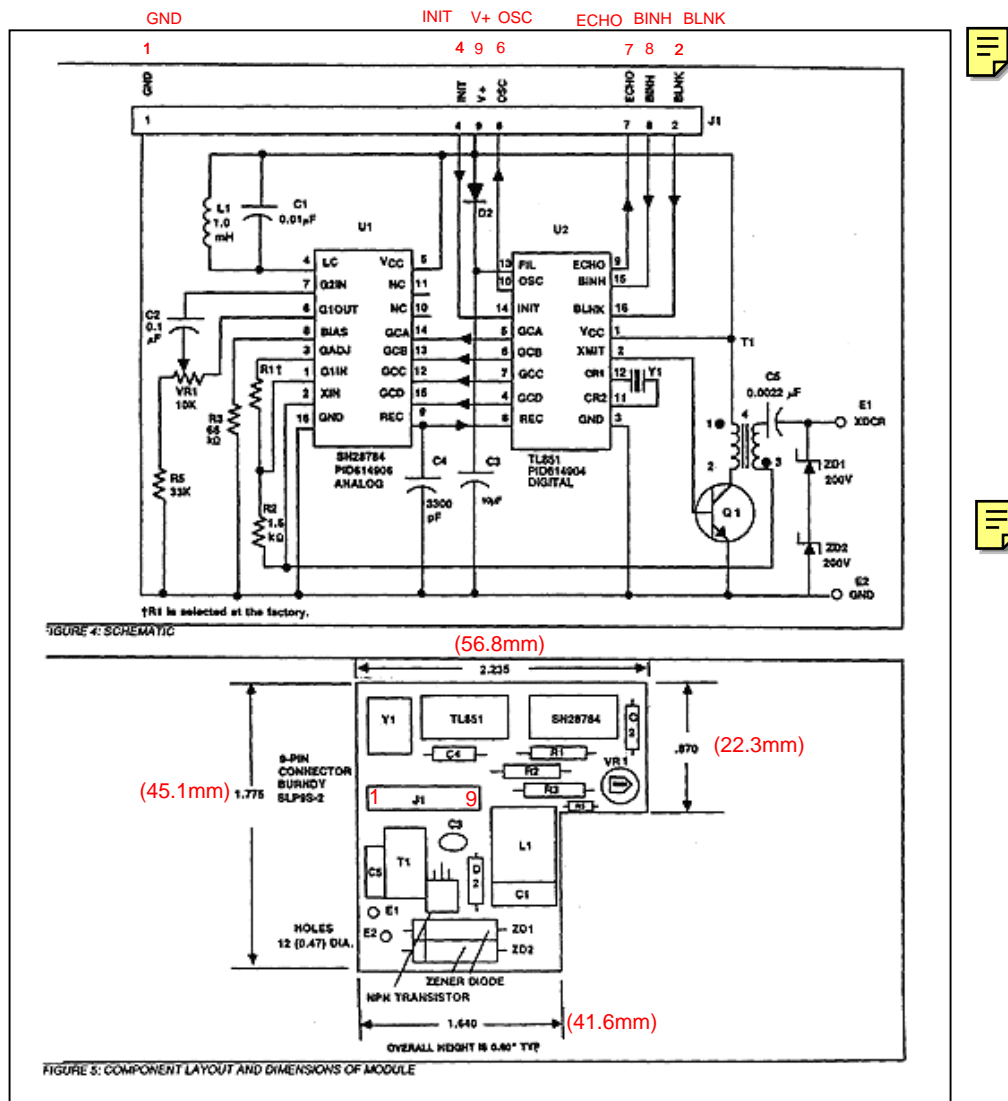 GND INIT V+ OSC ECHO BINH BLNK
1 4 9 6 7 8 2
GND INIT V+ OSC ECHO BINH BLNK
1 4 9 6 7 8 2 J1
L1 1.0 mH
C1 0.01µF
D2
U1 U2
4 LC VCC 5
7 G2IN NC 11
6 G1OUT NC 10
8 BIAS GCA 14
3 GADJ GCB 13
1 G1IN GCC 12
2 XIN GCD 15
16 GND REC 9
SH28784
PID614906
ANALOG
13 FIL ECHO 9
10 OSC BINH 15
14 INIT BLNK 16
5 GCA VCC 1
6 GCB XMIT 2
7 GCC CR1 12
4 GCD CR2 11
8 REC GND 3
TL851
PID614904
DIGITAL
C2 0.1 µF
VR1 10K
R5 33K
R3 68 kΩ
R1†
R2 1.5 kΩ
C4 3300 pF
C3 10µF
Y1
T1
1 2 4 3
C5 0.0022 µF
Q1
E1 XDCR
ZD1 200V
ZD2 200V
E2 GND
†R1 is selected at the factory.
FIGURE 4: SCHEMATIC
(56.8mm)
2.235
Y1 TL851 SH28784 C2
C4 R1
R2
R3
VR1
.870 (22.3mm)
9-PIN
CONNECTOR
BURNDY
SLP9S-2
(45.1mm) 1.775
1 J1 9
C3
C5 T1 D2 L1
C1
E1
E2
HOLES
12 (0.47) DIA.
ZD1
ZD2
ZENER DIODE
NPN TRANSISTOR
1.640 (41.6mm)
OVERALL HEIGHT IS 0.60" TYP
FIGURE 5: COMPONENT LAYOUT AND DIMENSIONS OF MODULE